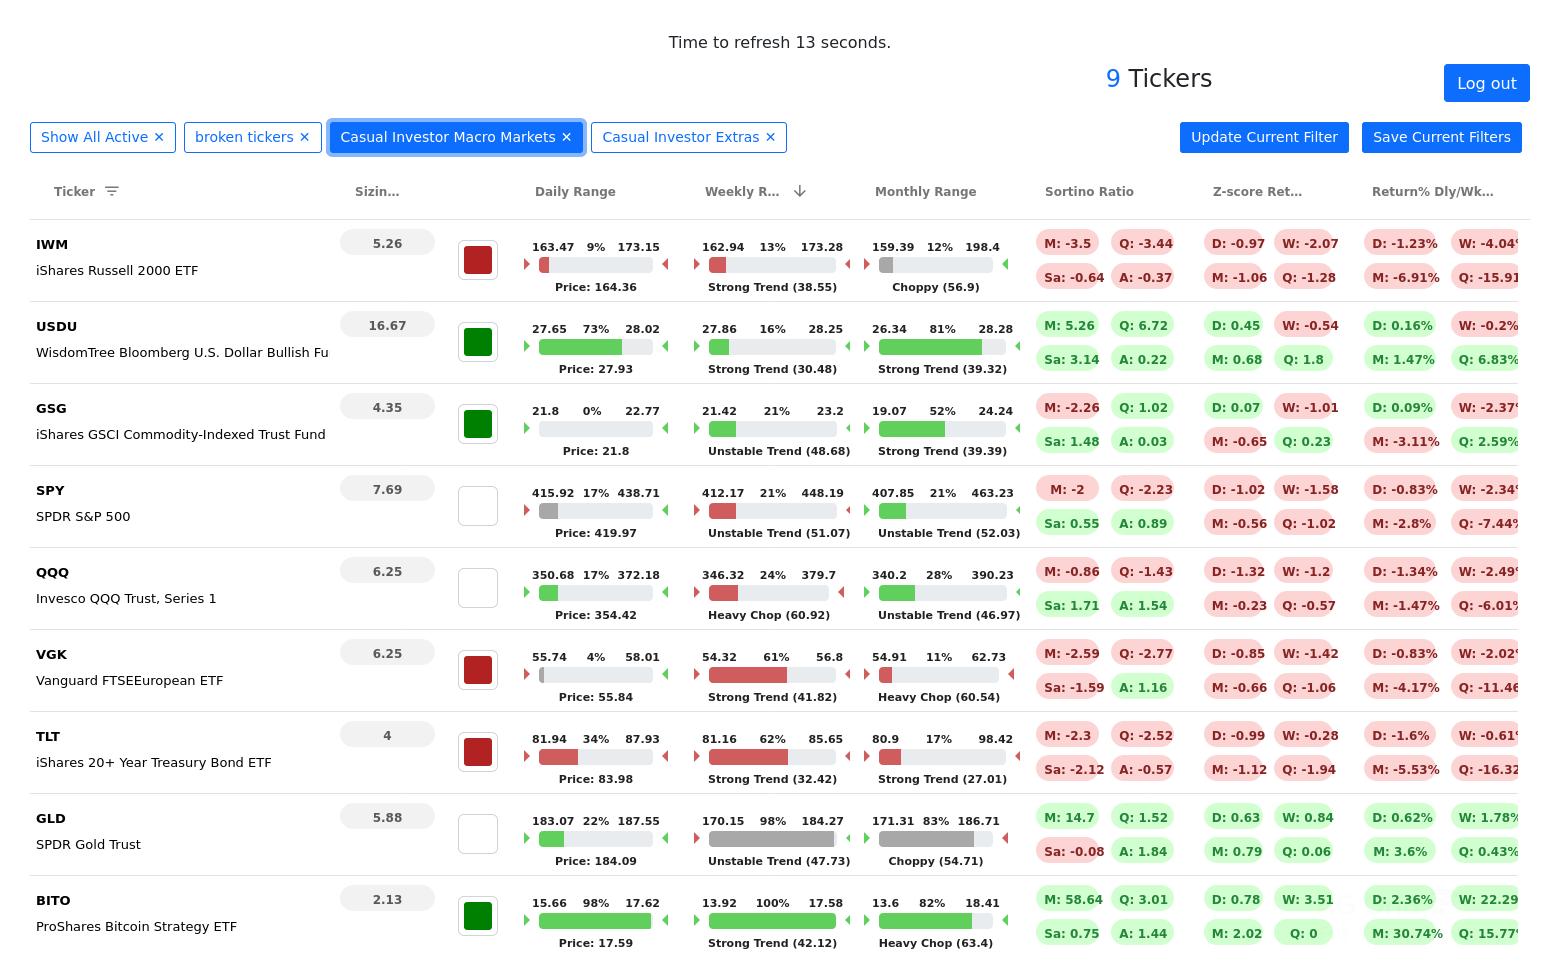 Time to refresh 13 seconds.
9 Tickers
Log out
Show All Active ✕ broken tickers ✕ Casual Investor Macro Markets ✕ Casual Investor Extras ✕ Update Current Filter Save Current Filters
Ticker Sizin... Daily Range Weekly R... Monthly Range Sortino Ratio Z-score Ret... Return% Dly/Wk...
IWM 5.26 163.47 9% 173.15 162.94 13% 173.28 159.39 12% 198.4 M: -3.5 Q: -3.44 D: -0.97 W: -2.07 D: -1.23% W: -4.04%
iShares Russell 2000 ETF Sa: -0.64 A: -0.37 M: -1.06 Q: -1.28 M: -6.91% Q: -15.91
Price: 164.36 Strong Trend (38.55) Choppy (56.9)
USDU 16.67 27.65 73% 28.02 27.86 16% 28.25 26.34 81% 28.28 M: 5.26 Q: 6.72 D: 0.45 W: -0.54 D: 0.16% W: -0.2%
WisdomTree Bloomberg U.S. Dollar Bullish Fu Sa: 3.14 A: 0.22 M: 0.68 Q: 1.8 M: 1.47% Q: 6.83%
Price: 27.93 Strong Trend (30.48) Strong Trend (39.32)
GSG 4.35 21.8 0% 22.77 21.42 21% 23.2 19.07 52% 24.24 M: -2.26 Q: 1.02 D: 0.07 W: -1.01 D: 0.09% W: -2.37%
iShares GSCI Commodity-Indexed Trust Fund Sa: 1.48 A: 0.03 M: -0.65 Q: 0.23 M: -3.11% Q: 2.59%
Price: 21.8 Unstable Trend (48.68) Strong Trend (39.39)
SPY 7.69 415.92 17% 438.71 412.17 21% 448.19 407.85 21% 463.23 M: -2 Q: -2.23 D: -1.02 W: -1.58 D: -0.83% W: -2.34%
SPDR S&P 500 Sa: 0.55 A: 0.89 M: -0.56 Q: -1.02 M: -2.8% Q: -7.44%
Price: 419.97 Unstable Trend (51.07) Unstable Trend (52.03)
QQQ 6.25 350.68 17% 372.18 346.32 24% 379.7 340.2 28% 390.23 M: -0.86 Q: -1.43 D: -1.32 W: -1.2 D: -1.34% W: -2.49%
Invesco QQQ Trust, Series 1 Sa: 1.71 A: 1.54 M: -0.23 Q: -0.57 M: -1.47% Q: -6.01%
Price: 354.42 Heavy Chop (60.92) Unstable Trend (46.97)
VGK 6.25 55.74 4% 58.01 54.32 61% 56.8 54.91 11% 62.73 M: -2.59 Q: -2.77 D: -0.85 W: -1.42 D: -0.83% W: -2.02%
Vanguard FTSEEuropean ETF Sa: -1.59 A: 1.16 M: -0.66 Q: -1.06 M: -4.17% Q: -11.46
Price: 55.84 Strong Trend (41.82) Heavy Chop (60.54)
TLT 4 81.94 34% 87.93 81.16 62% 85.65 80.9 17% 98.42 M: -2.3 Q: -2.52 D: -0.99 W: -0.28 D: -1.6% W: -0.61%
iShares 20+ Year Treasury Bond ETF Sa: -2.12 A: -0.57 M: -1.12 Q: -1.94 M: -5.53% Q: -16.32
Price: 83.98 Strong Trend (32.42) Strong Trend (27.01)
GLD 5.88 183.07 22% 187.55 170.15 98% 184.27 171.31 83% 186.71 M: 14.7 Q: 1.52 D: 0.63 W: 0.84 D: 0.62% W: 1.78%
SPDR Gold Trust Sa: -0.08 A: 1.84 M: 0.79 Q: 0.06 M: 3.6% Q: 0.43%
Price: 184.09 Unstable Trend (47.73) Choppy (54.71)
BITO 2.13 15.66 98% 17.62 13.92 100% 17.58 13.6 82% 18.41 M: 58.64 Q: 3.01 D: 0.78 W: 3.51 D: 2.36% W: 22.29
ProShares Bitcoin Strategy ETF Sa: 0.75 A: 1.44 M: 2.02 Q: 0 M: 30.74% Q: 15.77%
Price: 17.59 Strong Trend (42.12) Heavy Chop (63.4)